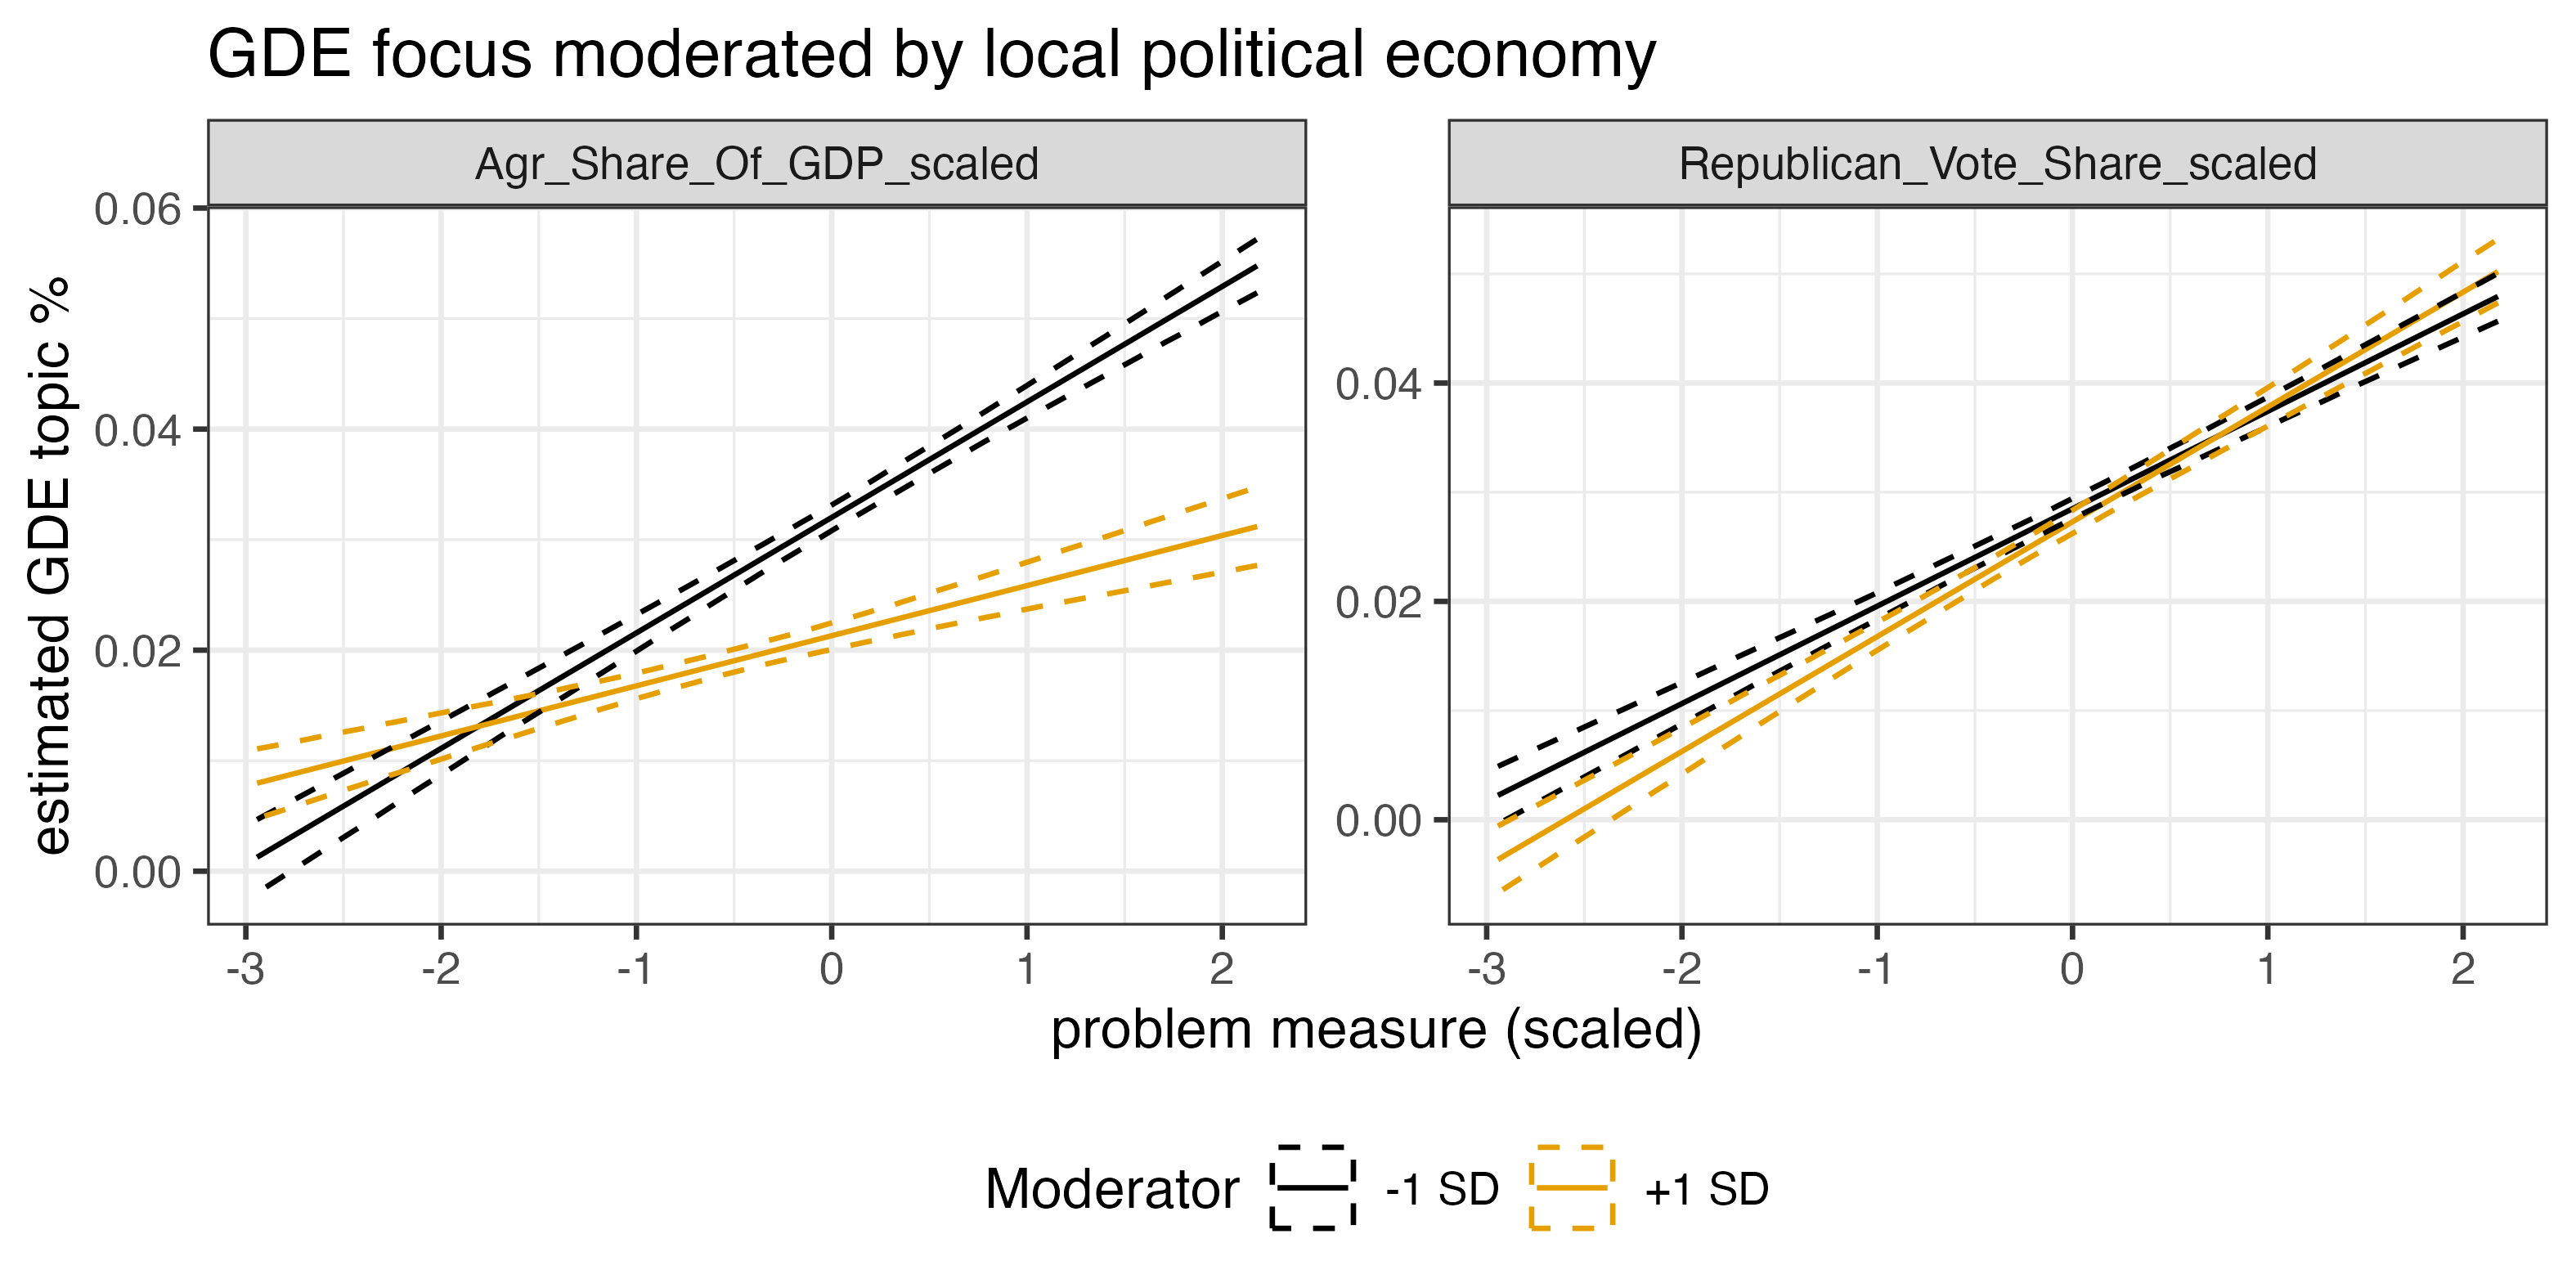 GDE focus moderated by local political economy
Agr_Share_Of_GDP_scaled
Republican_Vote_Share_scaled
estimated GDE topic %
0.06
0.04
0.02
0.00
0.04
0.02
0.00
-3 -2 -1 0 1 2
-3 -2 -1 0 1 2
problem measure (scaled)
Moderator -1 SD +1 SD